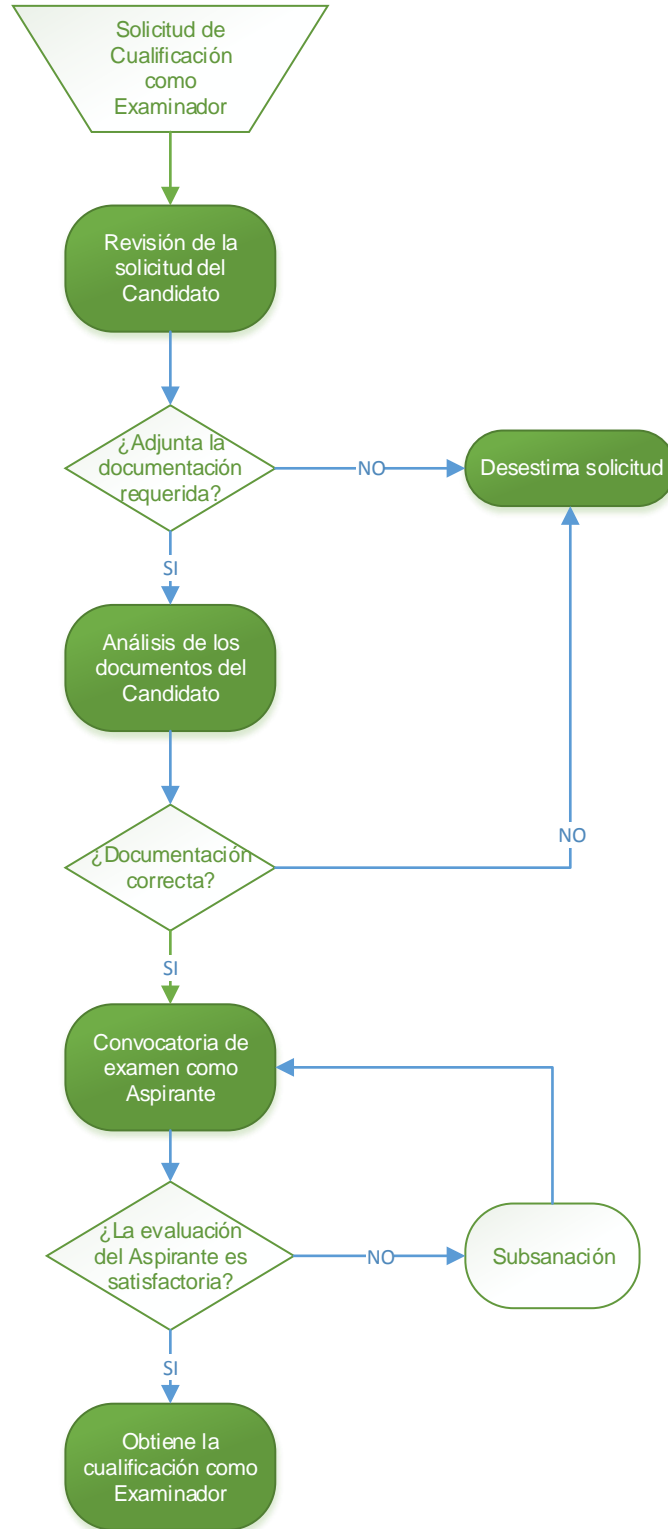 Solicitud de
Cualificación
como
Examinador
Revisión de la
solicitud del
Candidato
¿Adjunta la
documentación
requerida?
NO
Desestima solicitud
SI
Análisis de los
documentos del
Candidato
¿Documentación
correcta?
NO
SI
Convocatoria de
examen como
Aspirante
¿La evaluación
del Aspirante es
satisfactoria?
NO
Subsanación
SI
Obtiene la
cualificación como
Examinador